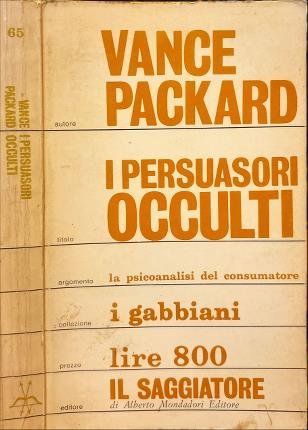 65
VANCE I PERSUASORI
PACKARD OCCULTI
VANCE
PACKARD
autore
I PERSUASORI
OCCULTI
titolo
argomento
la psicoanalisi del consumatore
i gabbiani
collezione
prezzo
lire 800
IL SAGGIATORE
editore
di Alberto Mondadori Editore